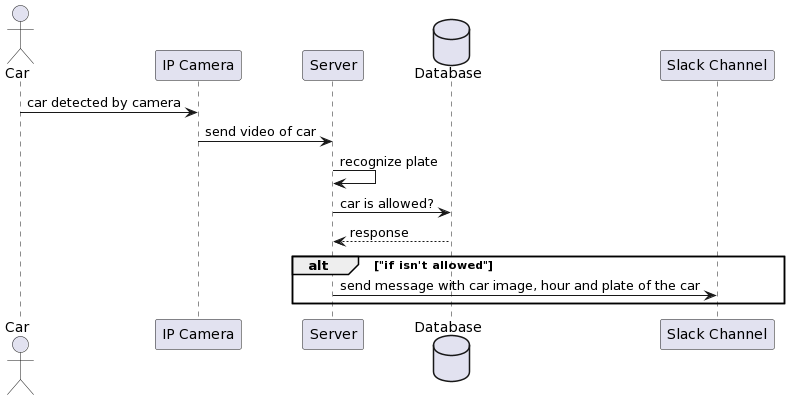 Car
IP Camera
Server
Database
Slack Channel
car detected by camera
send video of car
recognize plate
car is allowed?
response
alt ["if isn't allowed"]
send message with car image, hour and plate of the car
Car
IP Camera
Server
Database
Slack Channel